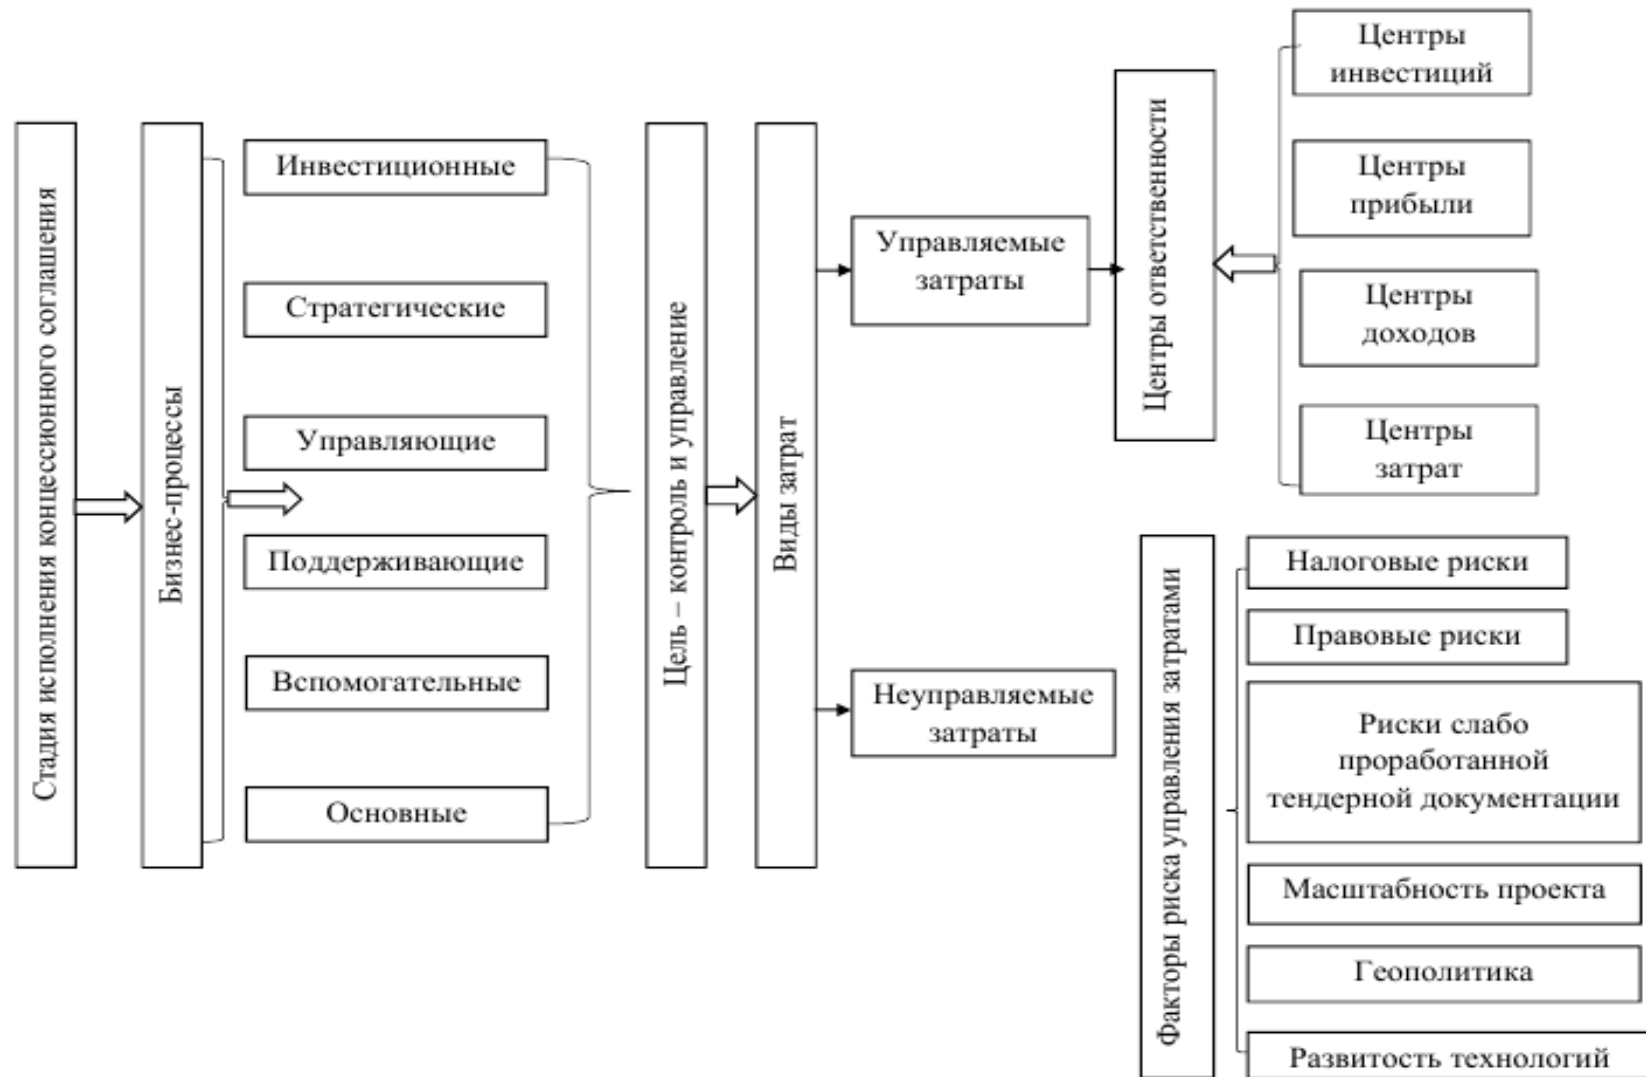 Стадия исполнения концессионного соглашения
Бизнес-процессы
Инвестиционные
Стратегические
Управляющие
Поддерживающие
Вспомогательные
Основные
Цель – контроль и управление
Виды затрат
Управляемые
затраты
Неуправляемые
затраты
Центры ответственности
Центры
инвестиций
Центры
прибыли
Центры
доходов
Центры
затрат
Факторы риска управления затратами
Налоговые риски
Правовые риски
Риски слабо
проработанной
тендерной документации
Масштабность проекта
Геополитика
Развитость технологий